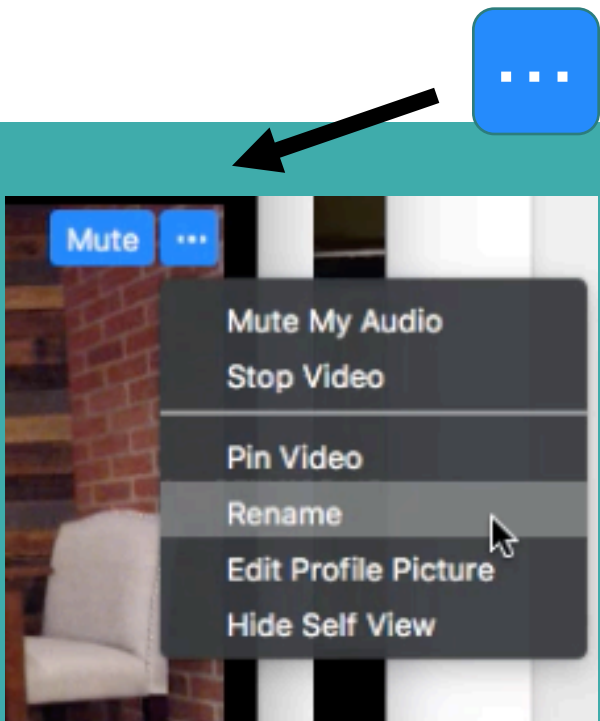 ...
Mute ...
Mute My Audio
Stop Video
Pin Video
Rename
Edit Profile Picture
Hide Self View